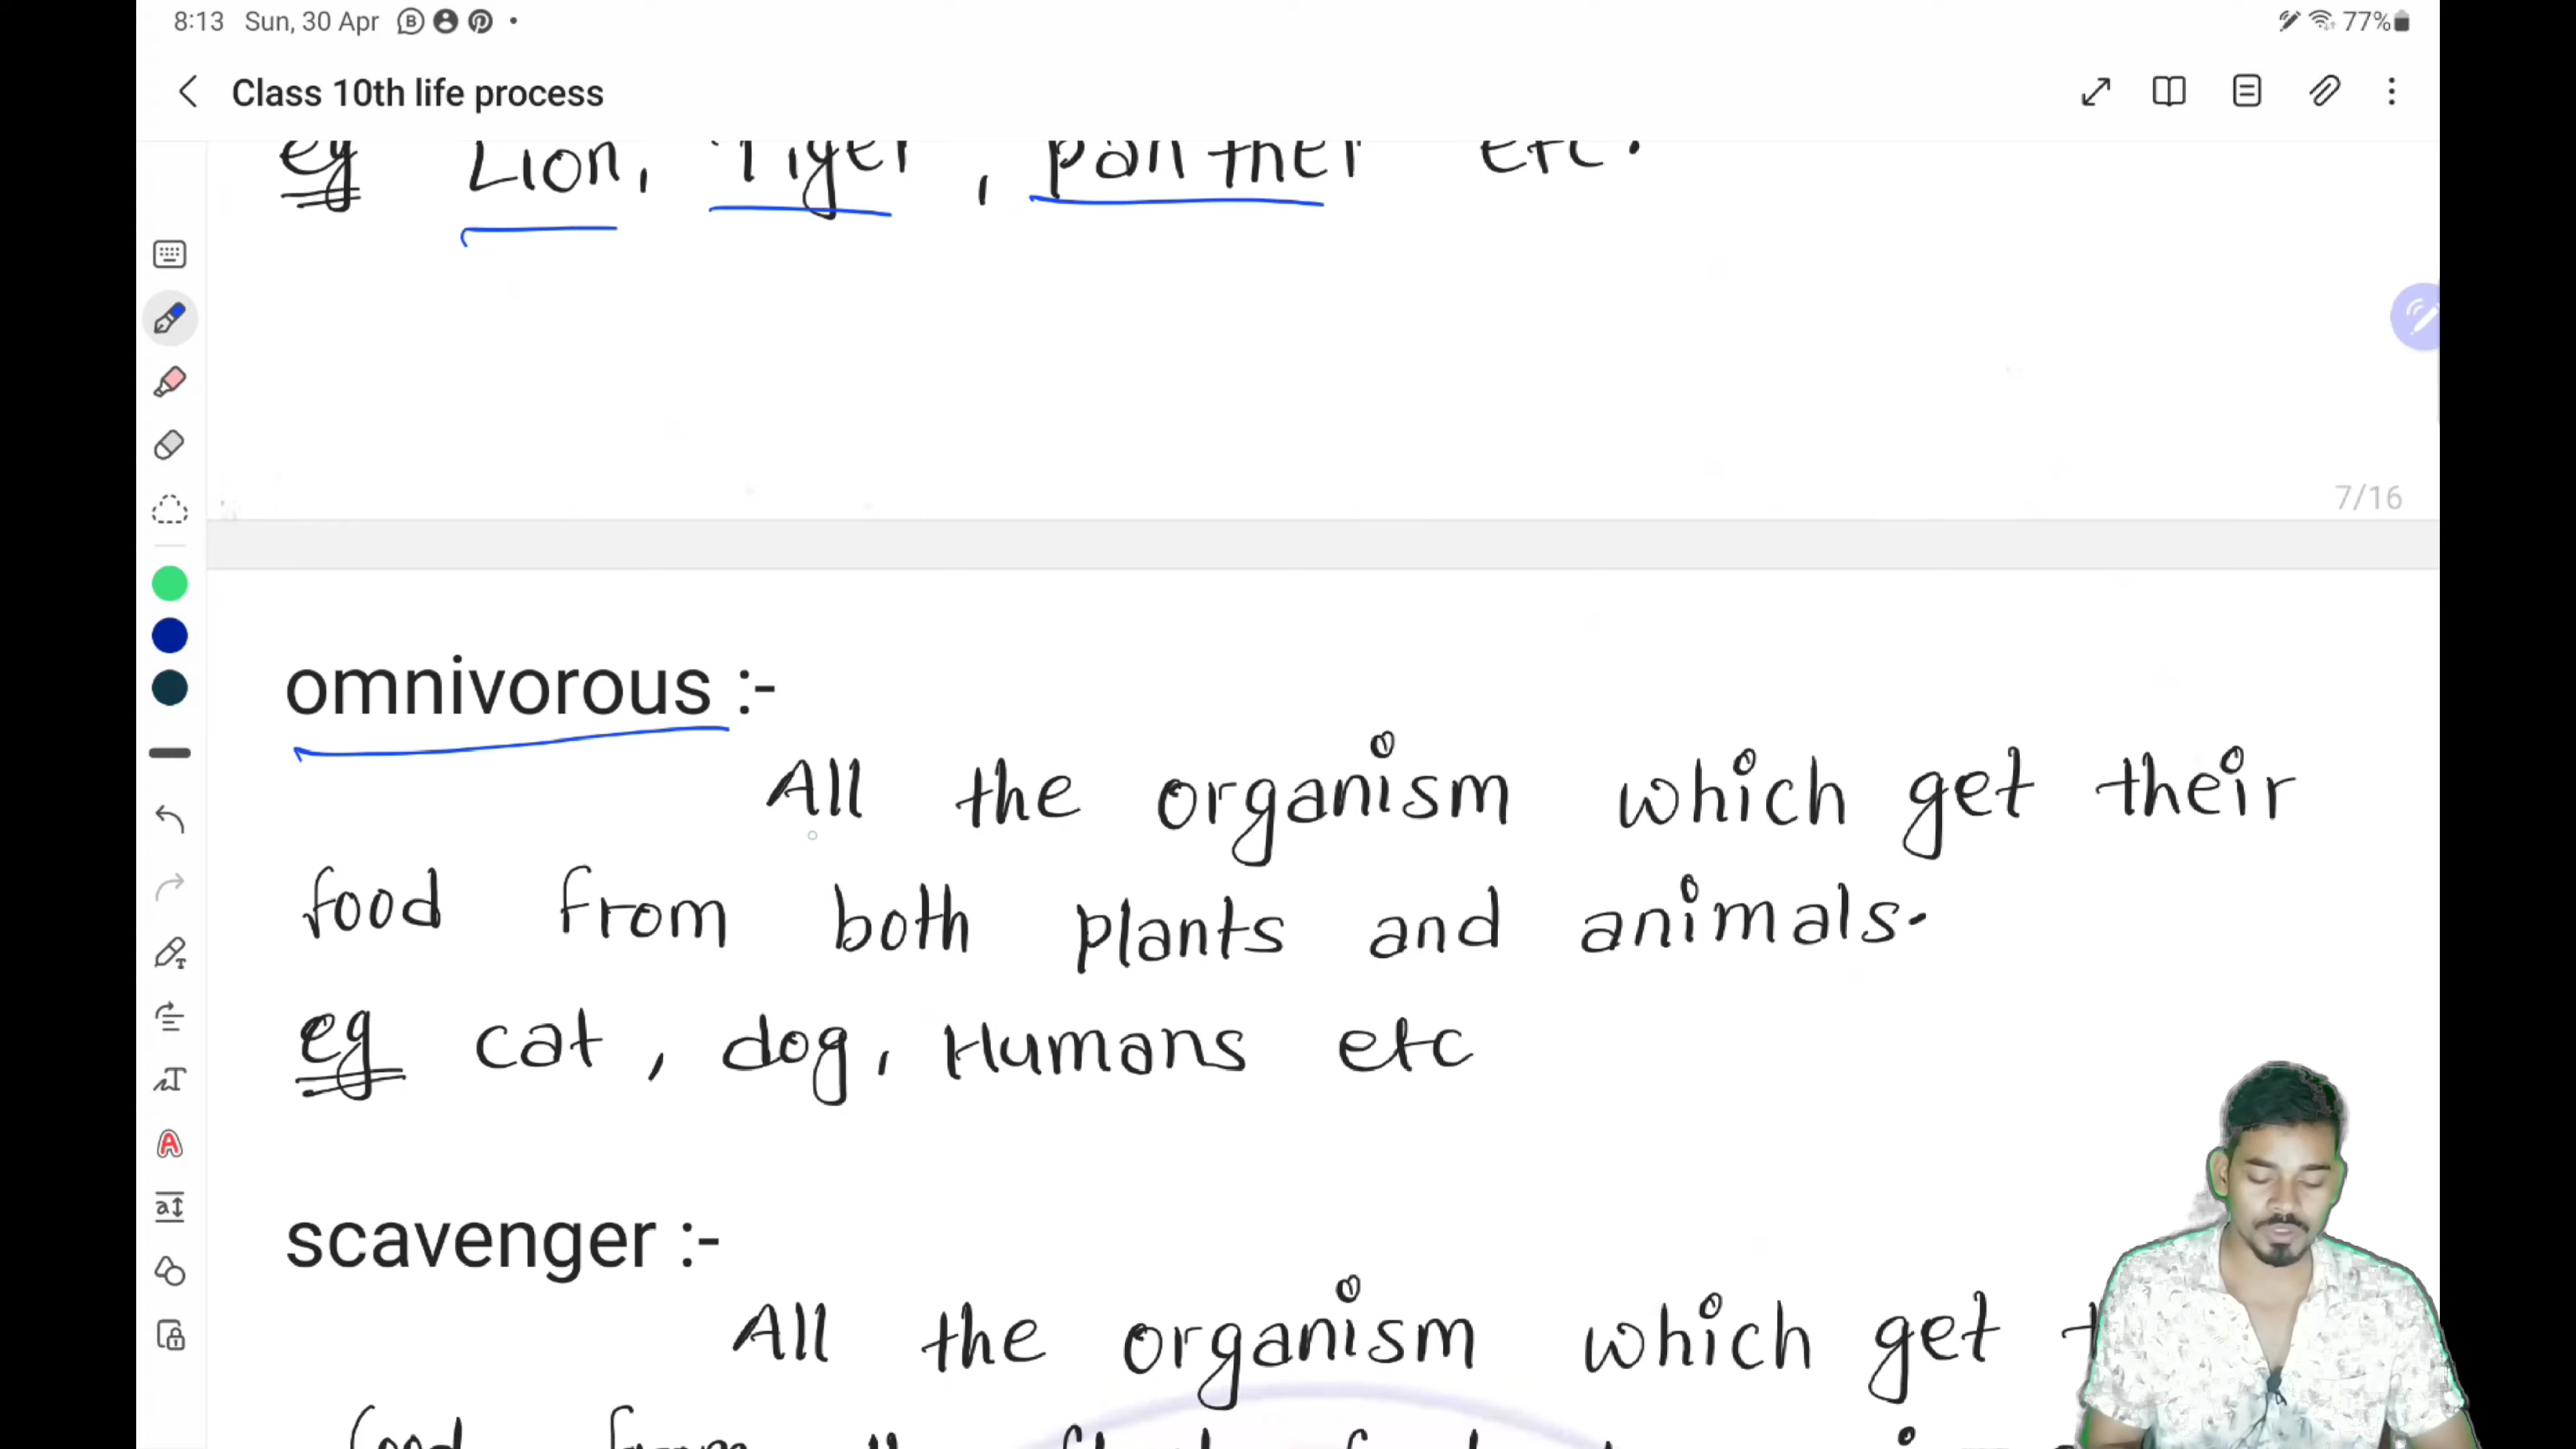 8:13 Sun, 30 Apr
77%
Class 10th life process
eg Lion, Tiger, panther etc.
7/16
omnivorous :-
All the organism which get their
food from both plants and animals.
eg cat, dog, Humans etc
scavenger :-
All the organism which get
food from